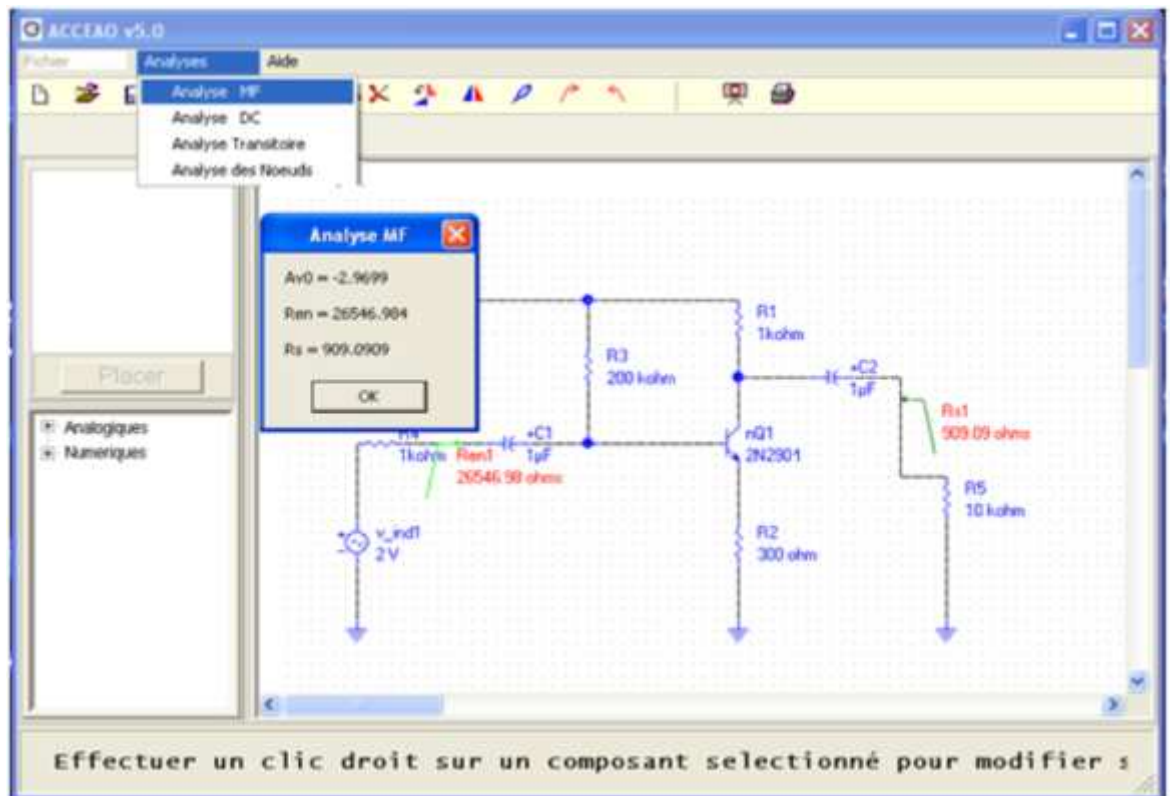 ACCEAO v5.0
Fichier Analyses Aide
Analyse MF
Analyse DC
Analyse Transitoire
Analyse des Noeuds
Placer
Analogiques
Numeriques
Analyse MF
Av0 = -2.9699
Ren = 26546.984
Rs = 909.0909
OK
R1
1kohm
R3
200 kohm
+C2
1µF
Rs1
909.09 ohms
R4
1kohm
Ren1
26546.98 ohms
+C1
1µF
nQ1
2N2901
R5
10 kohm
v_ind1
2 V
R2
300 ohm
Effectuer un clic droit sur un composant selectionné pour modifier s